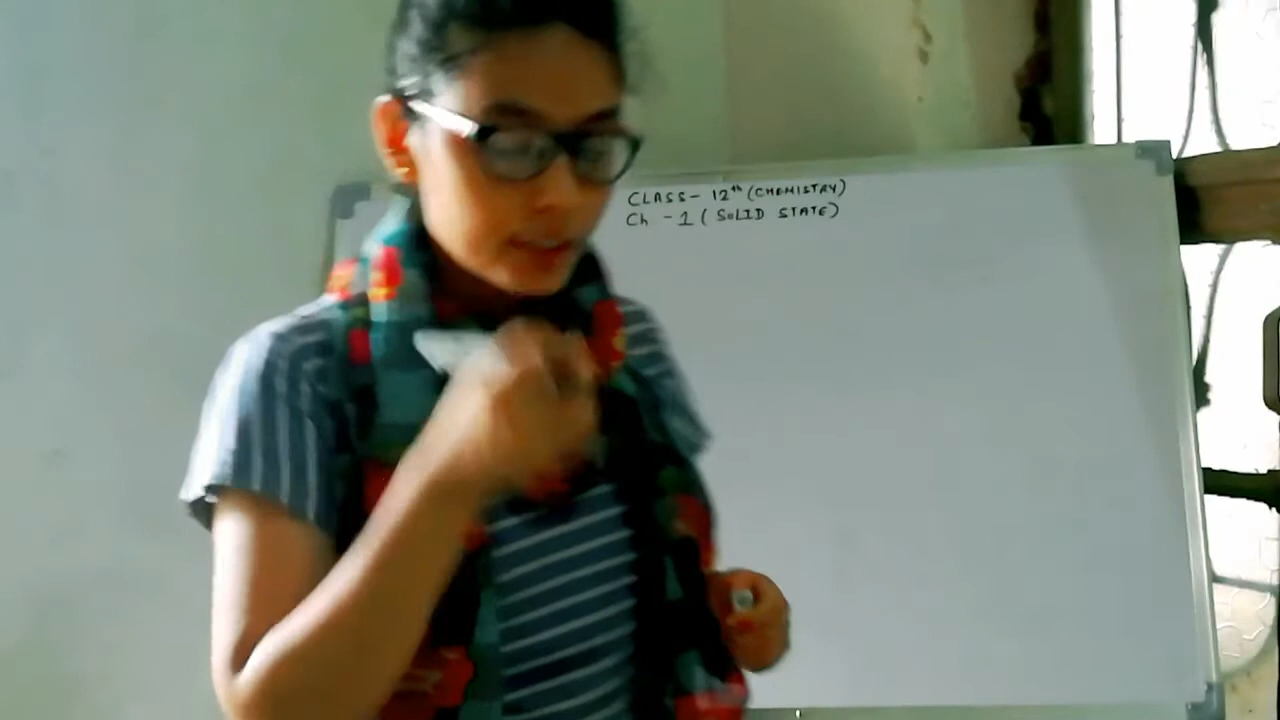 CLASS- 12th (CHEMISTRY)
Ch - 1 ( SOLID STATE)